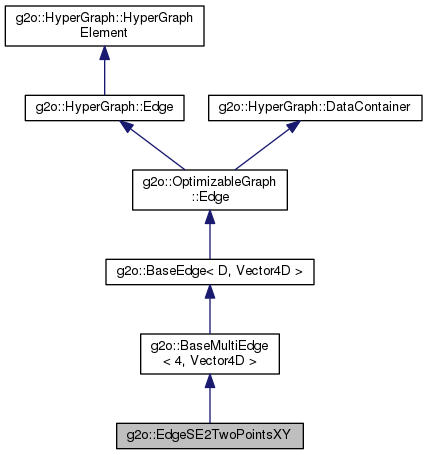 g2o::HyperGraph::HyperGraph
Element
g2o::HyperGraph::Edge
g2o::HyperGraph::DataContainer
g2o::OptimizableGraph
::Edge
g2o::BaseEdge< D, Vector4D >
g2o::BaseMultiEdge
< 4, Vector4D >
g2o::EdgeSE2TwoPointsXY